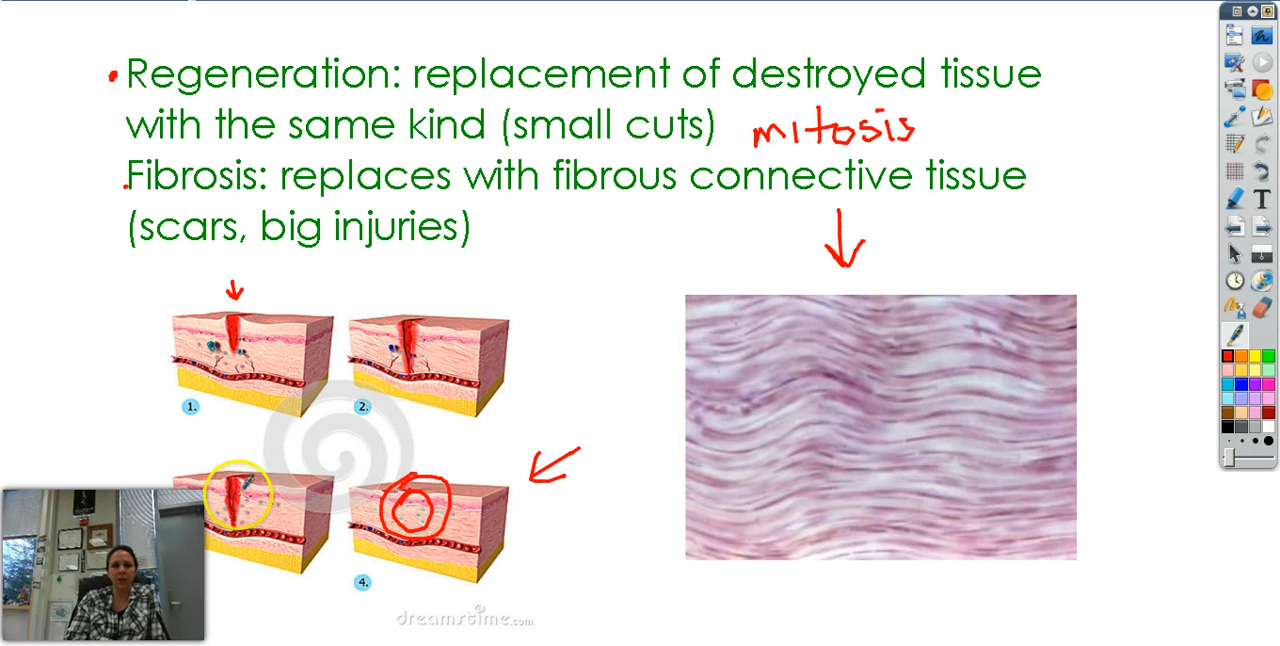 Regeneration: replacement of destroyed tissue
with the same kind (small cuts) mitosis
Fibrosis: replaces with fibrous connective tissue
(scars, big injuries)
1.
2.
4.
dreamstime.com
T